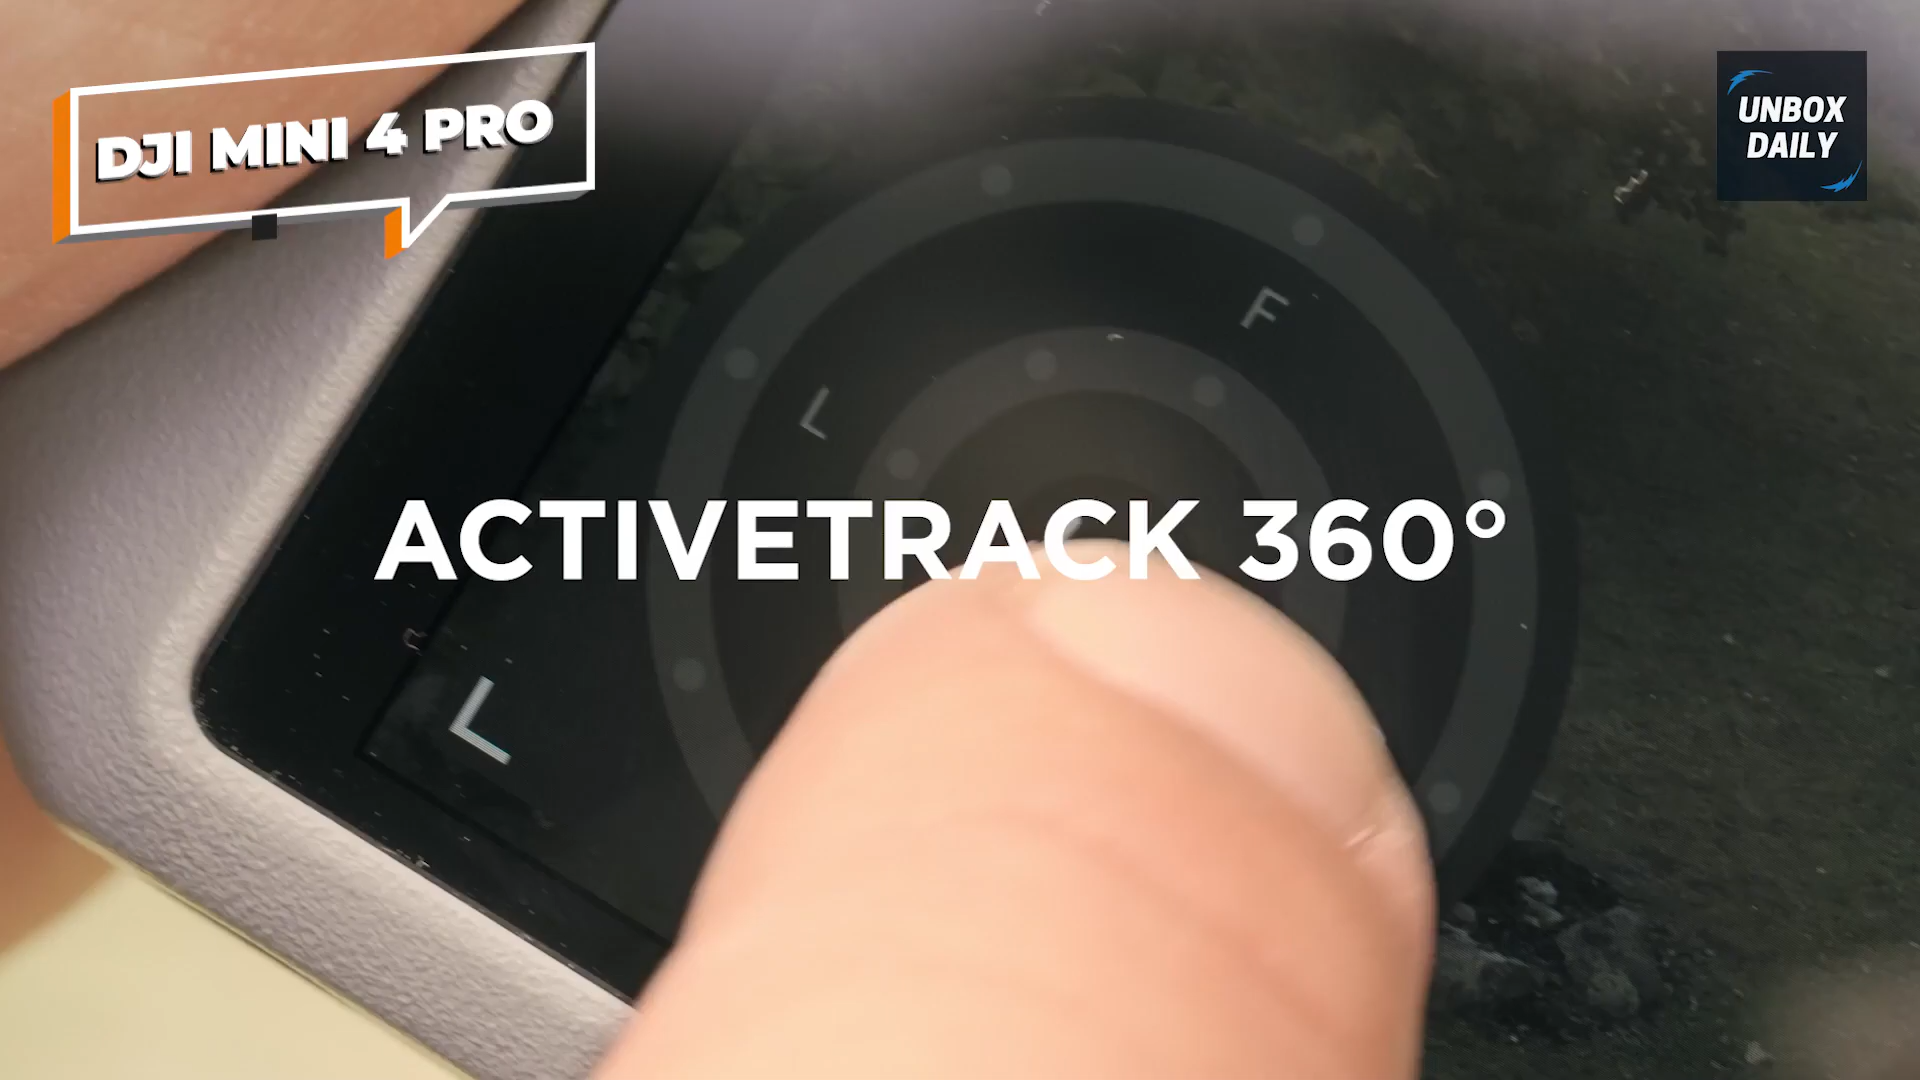 DJI MINI 4 PRO
UNBOX
DAILY
F
L
ACTIVETRACK 360°